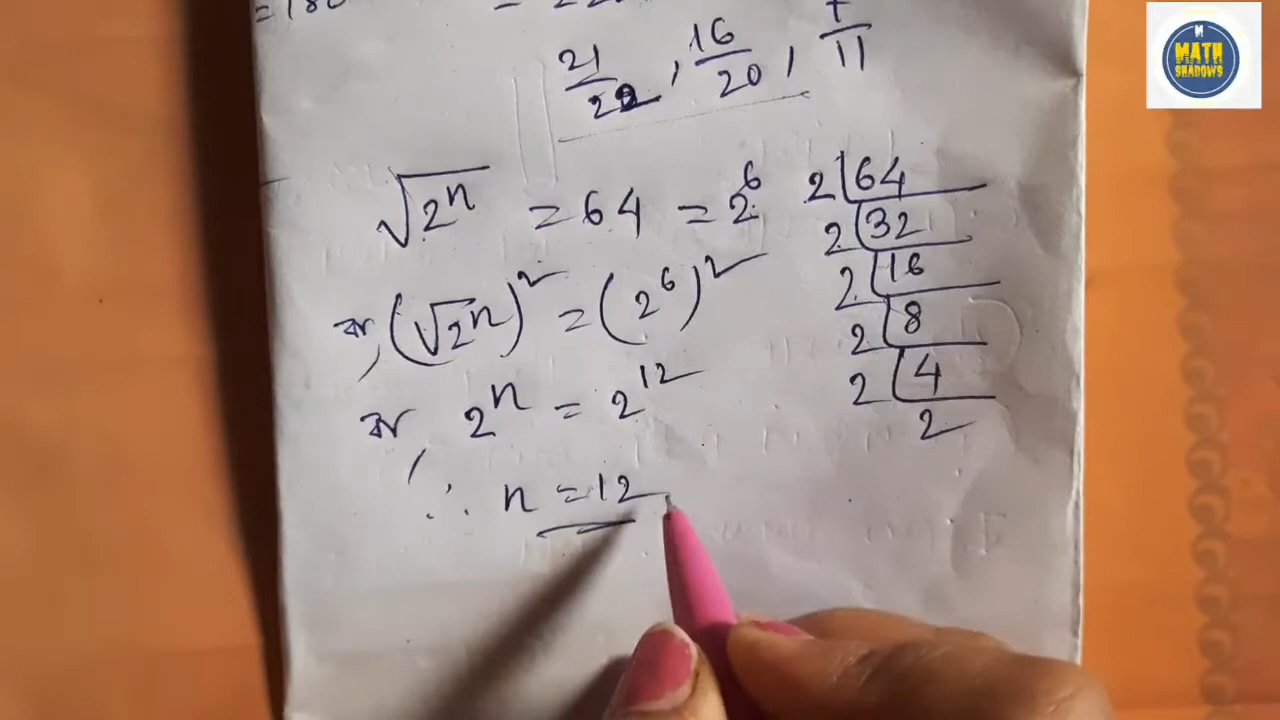 = 180
21/22, 16/20, 7/11
√2ⁿ = 64 = 2⁶
বা, (√2ⁿ)² = (2⁶)²
বা, 2ⁿ = 2¹²
∴ n = 12
2 | 64
2 | 32
2 | 16
2 | 8
2 | 4
2
M
MATH
SHADOWS